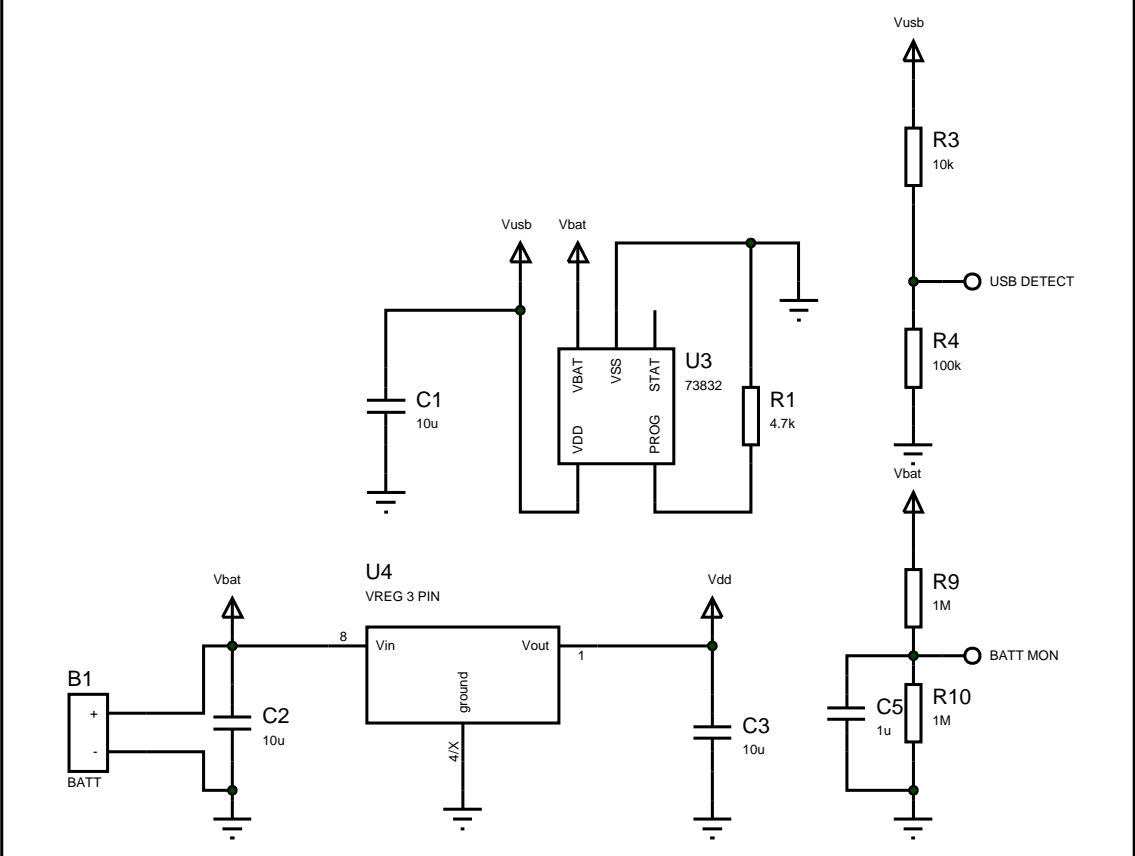 Vusb
R3
10k
USB DETECT
R4
100k
Vusb
Vbat
VBAT
VSS
STAT
VDD
PROG
U3
73832
R1
4.7k
C1
10u
Vbat
R9
1M
BATT MON
C5
1u
R10
1M
Vbat
U4
VREG 3 PIN
8
Vin
Vout
1
ground
4/X
Vdd
B1
+
-
BATT
C2
10u
C3
10u